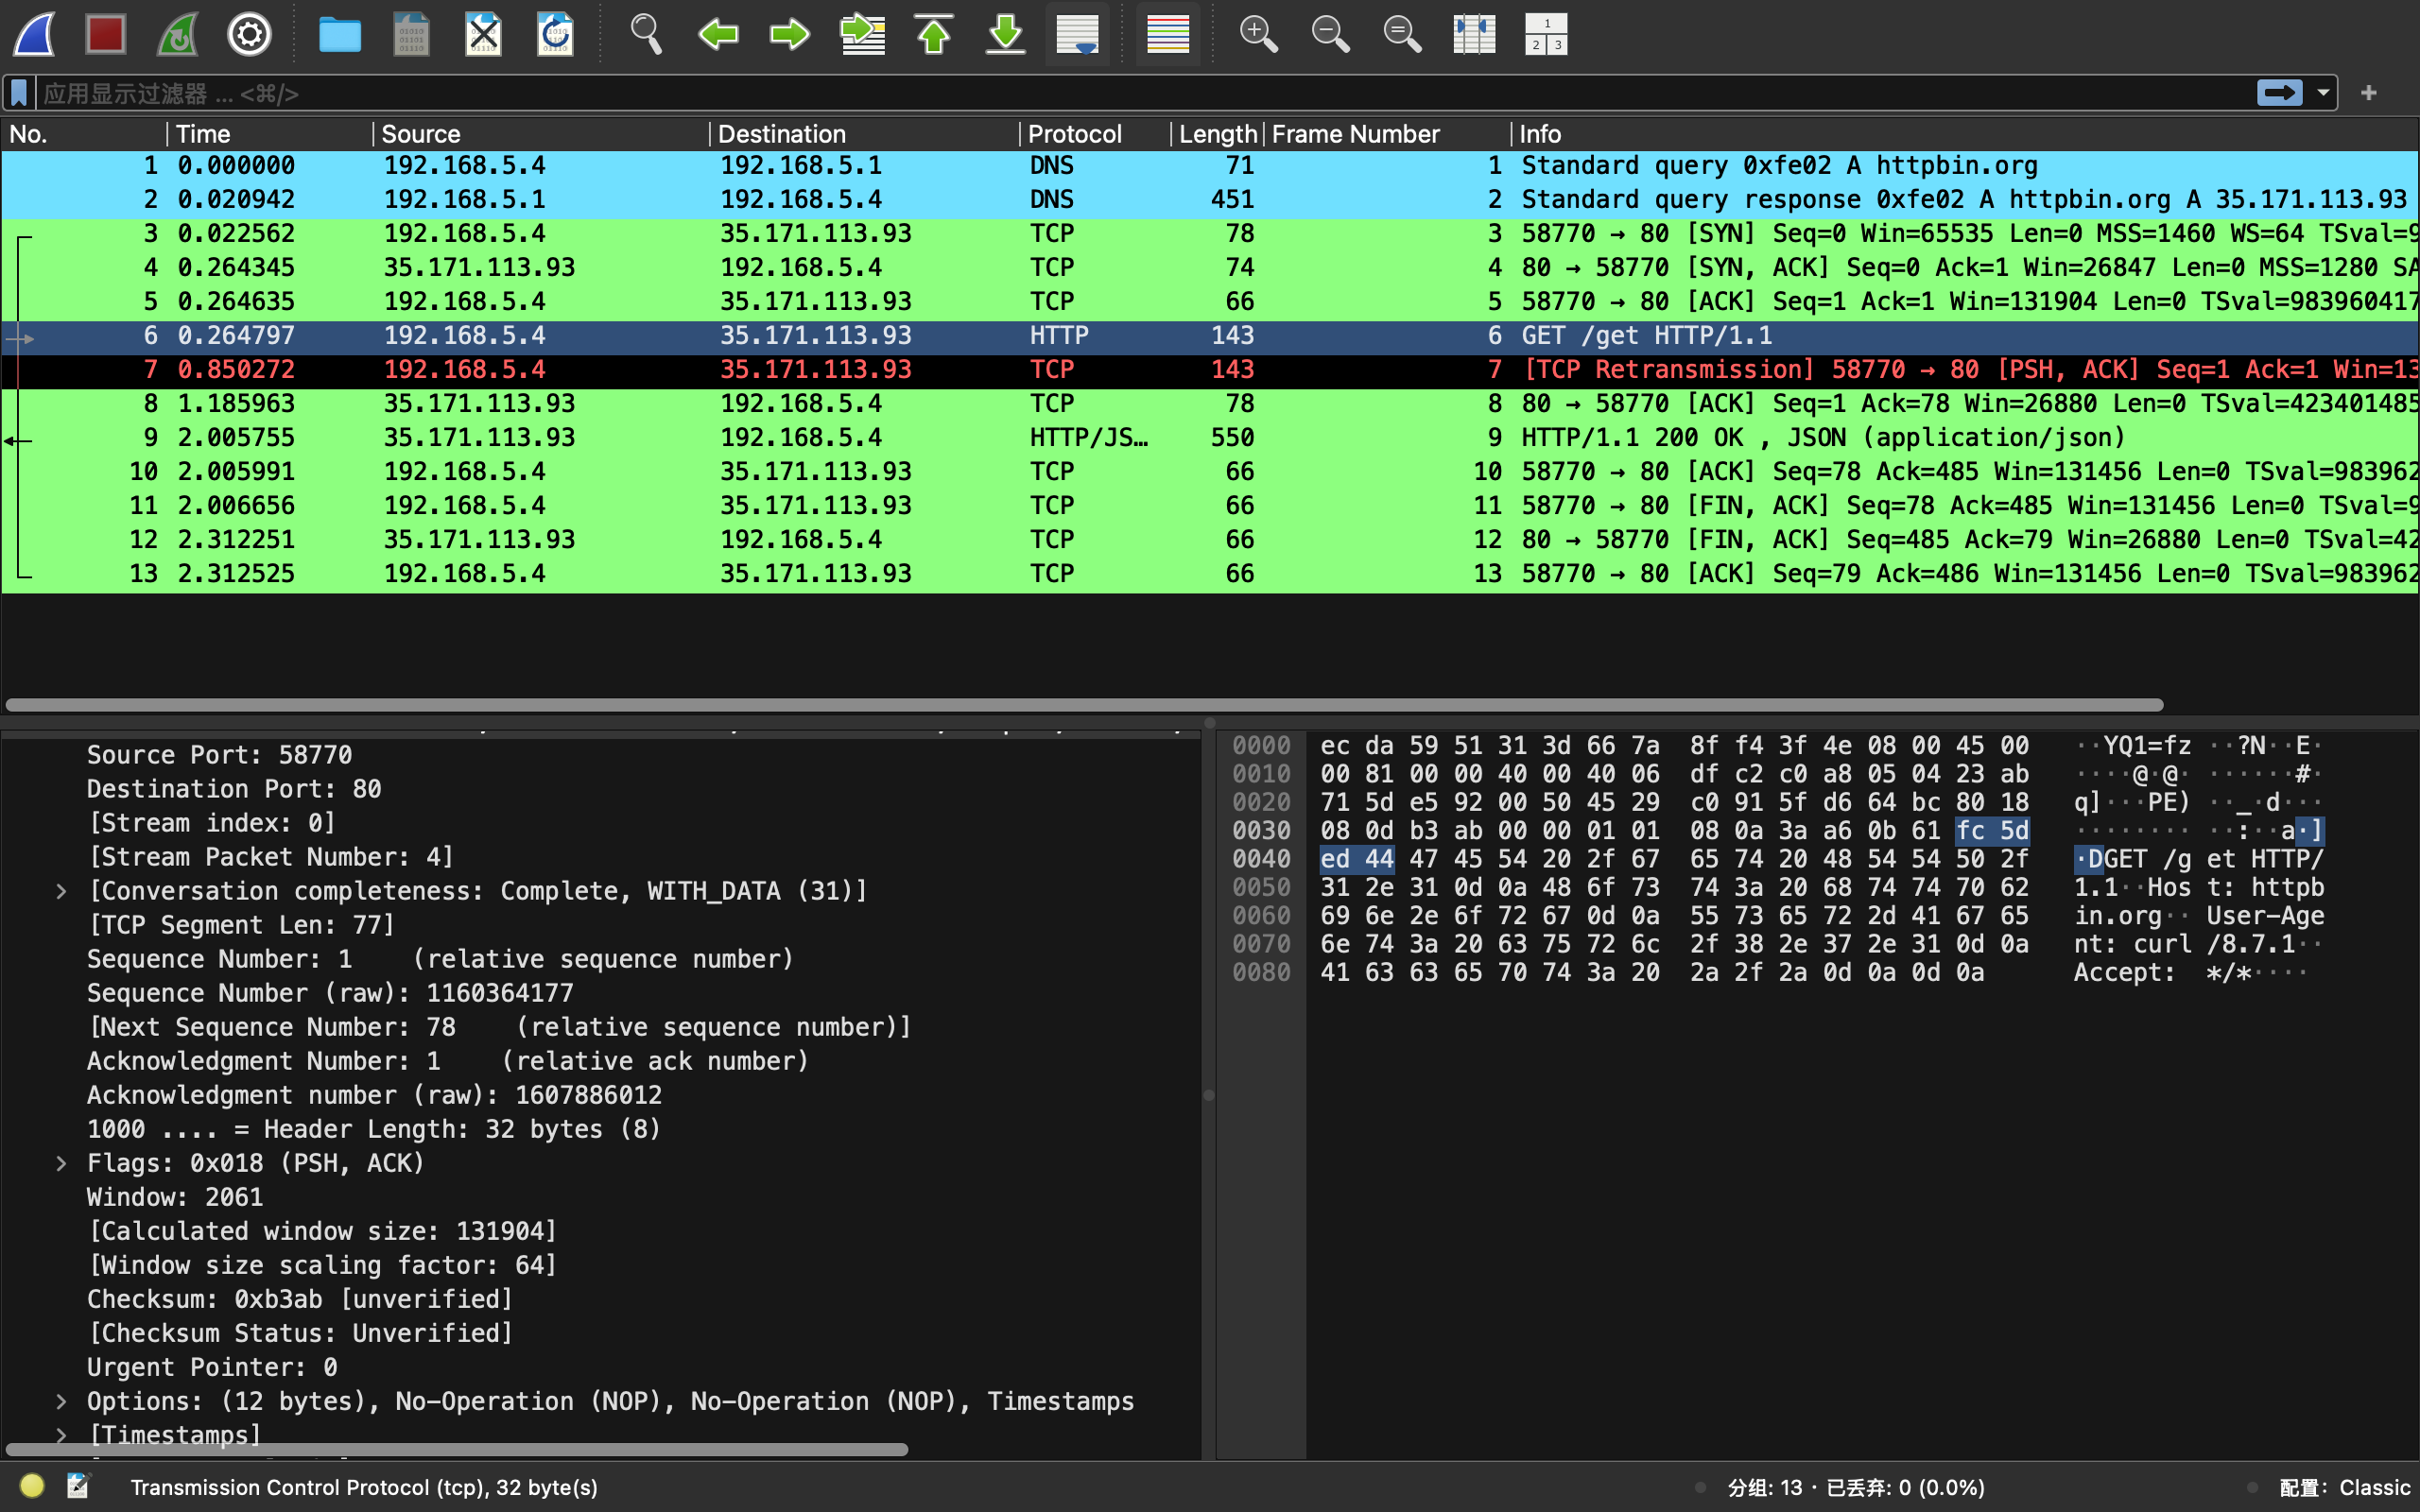 应用显示过滤器 … <⌘/>
No. Time Source Destination Protocol Length Frame Number Info
1 0.000000 192.168.5.4 192.168.5.1 DNS 71 1 Standard query 0xfe02 A httpbin.org
2 0.020942 192.168.5.1 192.168.5.4 DNS 451 2 Standard query response 0xfe02 A httpbin.org A 35.171.113.93
3 0.022562 192.168.5.4 35.171.113.93 TCP 78 3 58770 → 80 [SYN] Seq=0 Win=65535 Len=0 MSS=1460 WS=64 TSval=9
4 0.264345 35.171.113.93 192.168.5.4 TCP 74 4 80 → 58770 [SYN, ACK] Seq=0 Ack=1 Win=26847 Len=0 MSS=1280 SA
5 0.264635 192.168.5.4 35.171.113.93 TCP 66 5 58770 → 80 [ACK] Seq=1 Ack=1 Win=131904 Len=0 TSval=983960417
6 0.264797 192.168.5.4 35.171.113.93 HTTP 143 6 GET /get HTTP/1.1
7 0.850272 192.168.5.4 35.171.113.93 TCP 143 7 [TCP Retransmission] 58770 → 80 [PSH, ACK] Seq=1 Ack=1 Win=13
8 1.185963 35.171.113.93 192.168.5.4 TCP 78 8 80 → 58770 [ACK] Seq=1 Ack=78 Win=26880 Len=0 TSval=423401485
9 2.005755 35.171.113.93 192.168.5.4 HTTP/JS… 550 9 HTTP/1.1 200 OK , JSON (application/json)
10 2.005991 192.168.5.4 35.171.113.93 TCP 66 10 58770 → 80 [ACK] Seq=78 Ack=485 Win=131456 Len=0 TSval=983962
11 2.006656 192.168.5.4 35.171.113.93 TCP 66 11 58770 → 80 [FIN, ACK] Seq=78 Ack=485 Win=131456 Len=0 TSval=9
12 2.312251 35.171.113.93 192.168.5.4 TCP 66 12 80 → 58770 [FIN, ACK] Seq=485 Ack=79 Win=26880 Len=0 TSval=42
13 2.312525 192.168.5.4 35.171.113.93 TCP 66 13 58770 → 80 [ACK] Seq=79 Ack=486 Win=131456 Len=0 TSval=983962
Source Port: 58770
Destination Port: 80
[Stream index: 0]
[Stream Packet Number: 4]
[Conversation completeness: Complete, WITH_DATA (31)]
[TCP Segment Len: 77]
Sequence Number: 1 (relative sequence number)
Sequence Number (raw): 1160364177
[Next Sequence Number: 78 (relative sequence number)]
Acknowledgment Number: 1 (relative ack number)
Acknowledgment number (raw): 1607886012
1000 .... = Header Length: 32 bytes (8)
Flags: 0x018 (PSH, ACK)
Window: 2061
[Calculated window size: 131904]
[Window size scaling factor: 64]
Checksum: 0xb3ab [unverified]
[Checksum Status: Unverified]
Urgent Pointer: 0
Options: (12 bytes), No-Operation (NOP), No-Operation (NOP), Timestamps
[Timestamps]
0000 ec da 59 51 31 3d 66 7a 8f f4 3f 4e 08 00 45 00 ··YQ1=fz ··?N··E·
0010 00 81 00 00 40 00 40 06 df c2 c0 a8 05 04 23 ab ····@·@· ······#·
0020 71 5d e5 92 00 50 45 29 c0 91 5f d6 64 bc 80 18 q]···PE) ··_·d···
0030 08 0d b3 ab 00 00 01 01 08 0a 3a a6 0b 61 fc 5d ········ ··:··a·]
0040 ed 44 47 45 54 20 2f 67 65 74 20 48 54 54 50 2f ·DGET /g et HTTP/
0050 31 2e 31 0d 0a 48 6f 73 74 3a 20 68 74 74 70 62 1.1··Hos t: httpb
0060 69 6e 2e 6f 72 67 0d 0a 55 73 65 72 2d 41 67 65 in.org·· User-Age
0070 6e 74 3a 20 63 75 72 6c 2f 38 2e 37 2e 31 0d 0a nt: curl /8.7.1··
0080 41 63 63 65 70 74 3a 20 2a 2f 2a 0d 0a 0d 0a Accept: */*····
Transmission Control Protocol (tcp), 32 byte(s)
分组: 13 · 已丢弃: 0 (0.0%)
配置: Classic